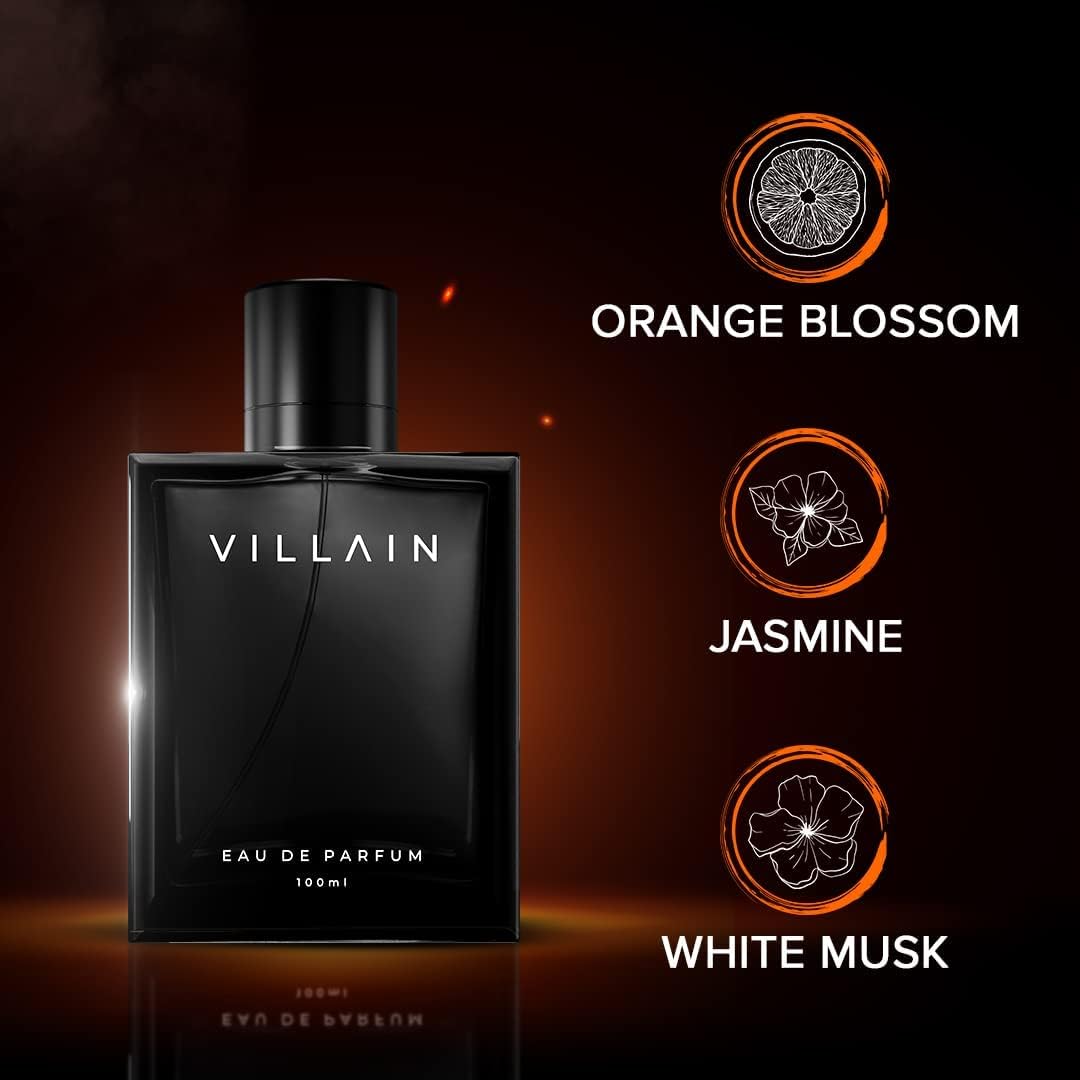 VILLAIN
EAU DE PARFUM
100ml
ORANGE BLOSSOM
JASMINE
WHITE MUSK